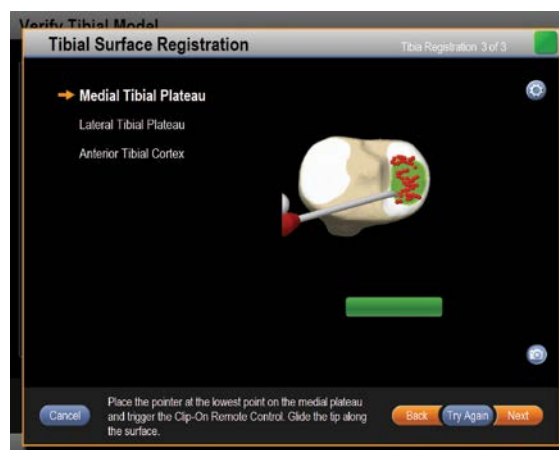 Verify Tibial Model
Tibial Surface Registration
Tibia Registration 3 of 3
Medial Tibial Plateau
Lateral Tibial Plateau
Anterior Tibial Cortex
Cancel
Place the pointer at the lowest point on the medial plateau
and trigger the Clip-On Remote Control. Glide the tip along
the surface.
Back
Try Again
Next